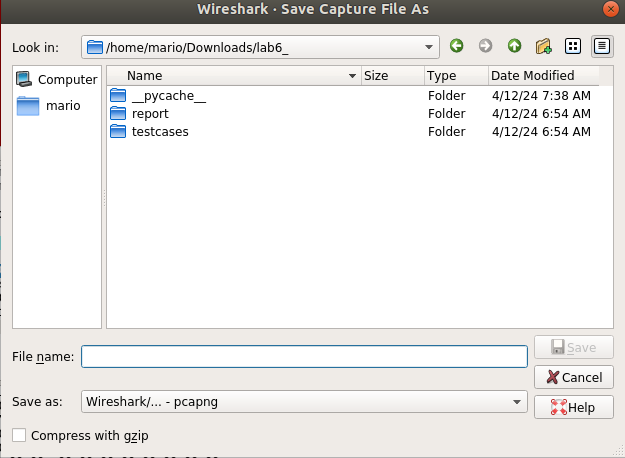 Wireshark · Save Capture File As
Look in: /home/mario/Downloads/lab6_
Computer
mario
Name Size Type Date Modified
__pycache__ Folder 4/12/24 7:38 AM
report Folder 4/12/24 6:54 AM
testcases Folder 4/12/24 6:54 AM
File name:
Save
Cancel
Save as: Wireshark/... - pcapng
Help
Compress with gzip